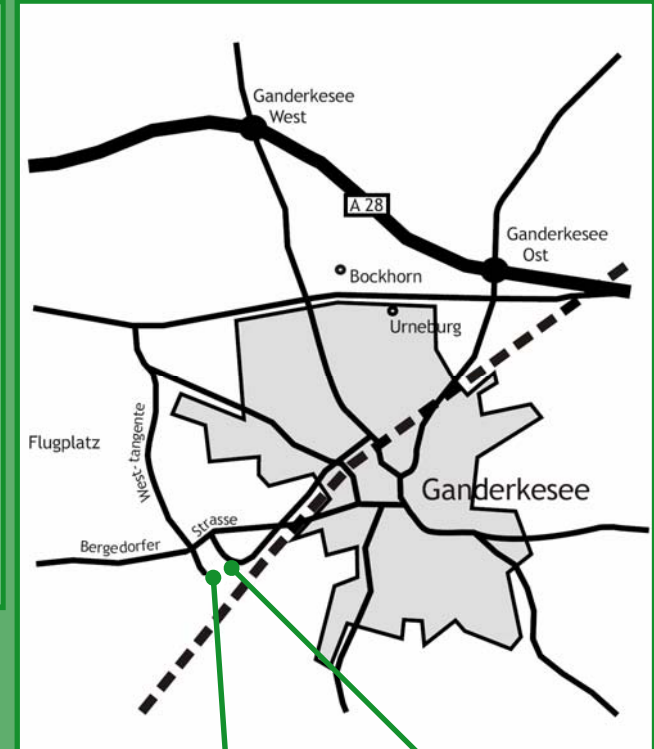 Ganderkesee
West
A 28
Ganderkesee
Ost
Bockhorn
Urneburg
West-tangente
Flugplatz
Ganderkesee
Strasse
Bergedorfer